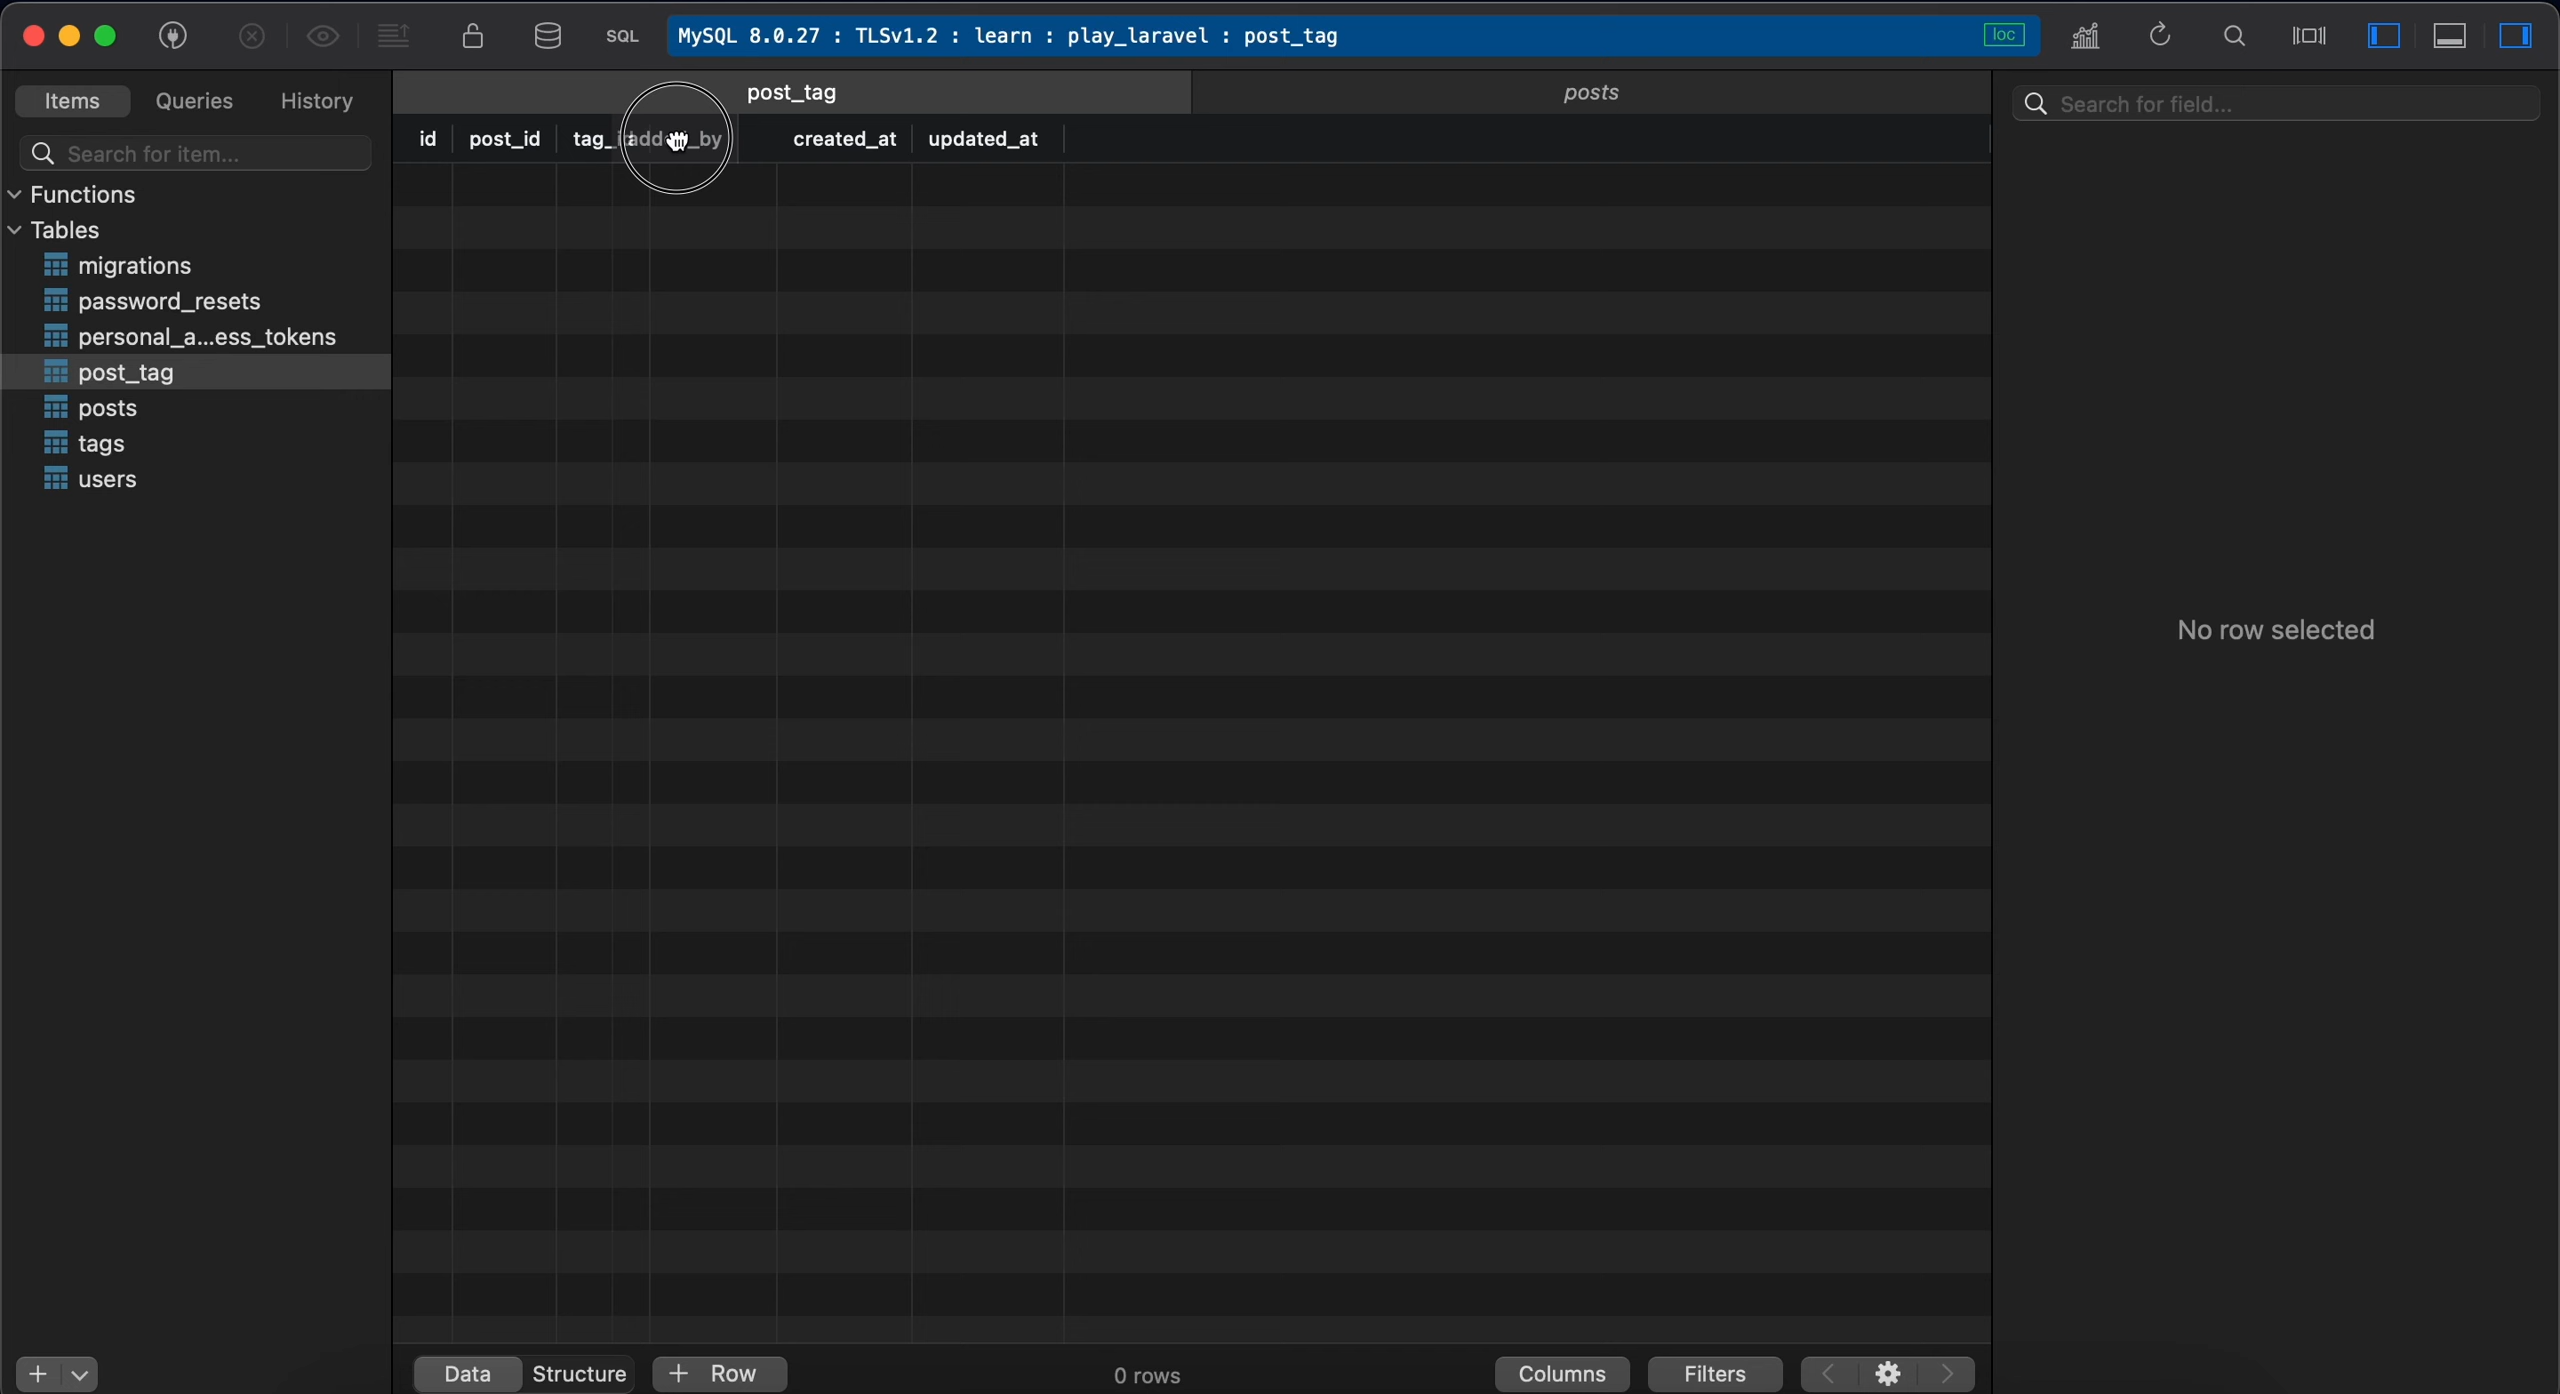 SQL
MySQL 8.0.27 : TLSv1.2 : learn : play_laravel : post_tag
loc
Items
Queries
History
post_tag
posts
Search for field...
id
post_id
tag_
created_at
updated_at
Search for item...
Functions
Tables
migrations
password_resets
personal_a...ess_tokens
post_tag
posts
tags
users
No row selected
Data
Structure
+ Row
0 rows
Columns
Filters